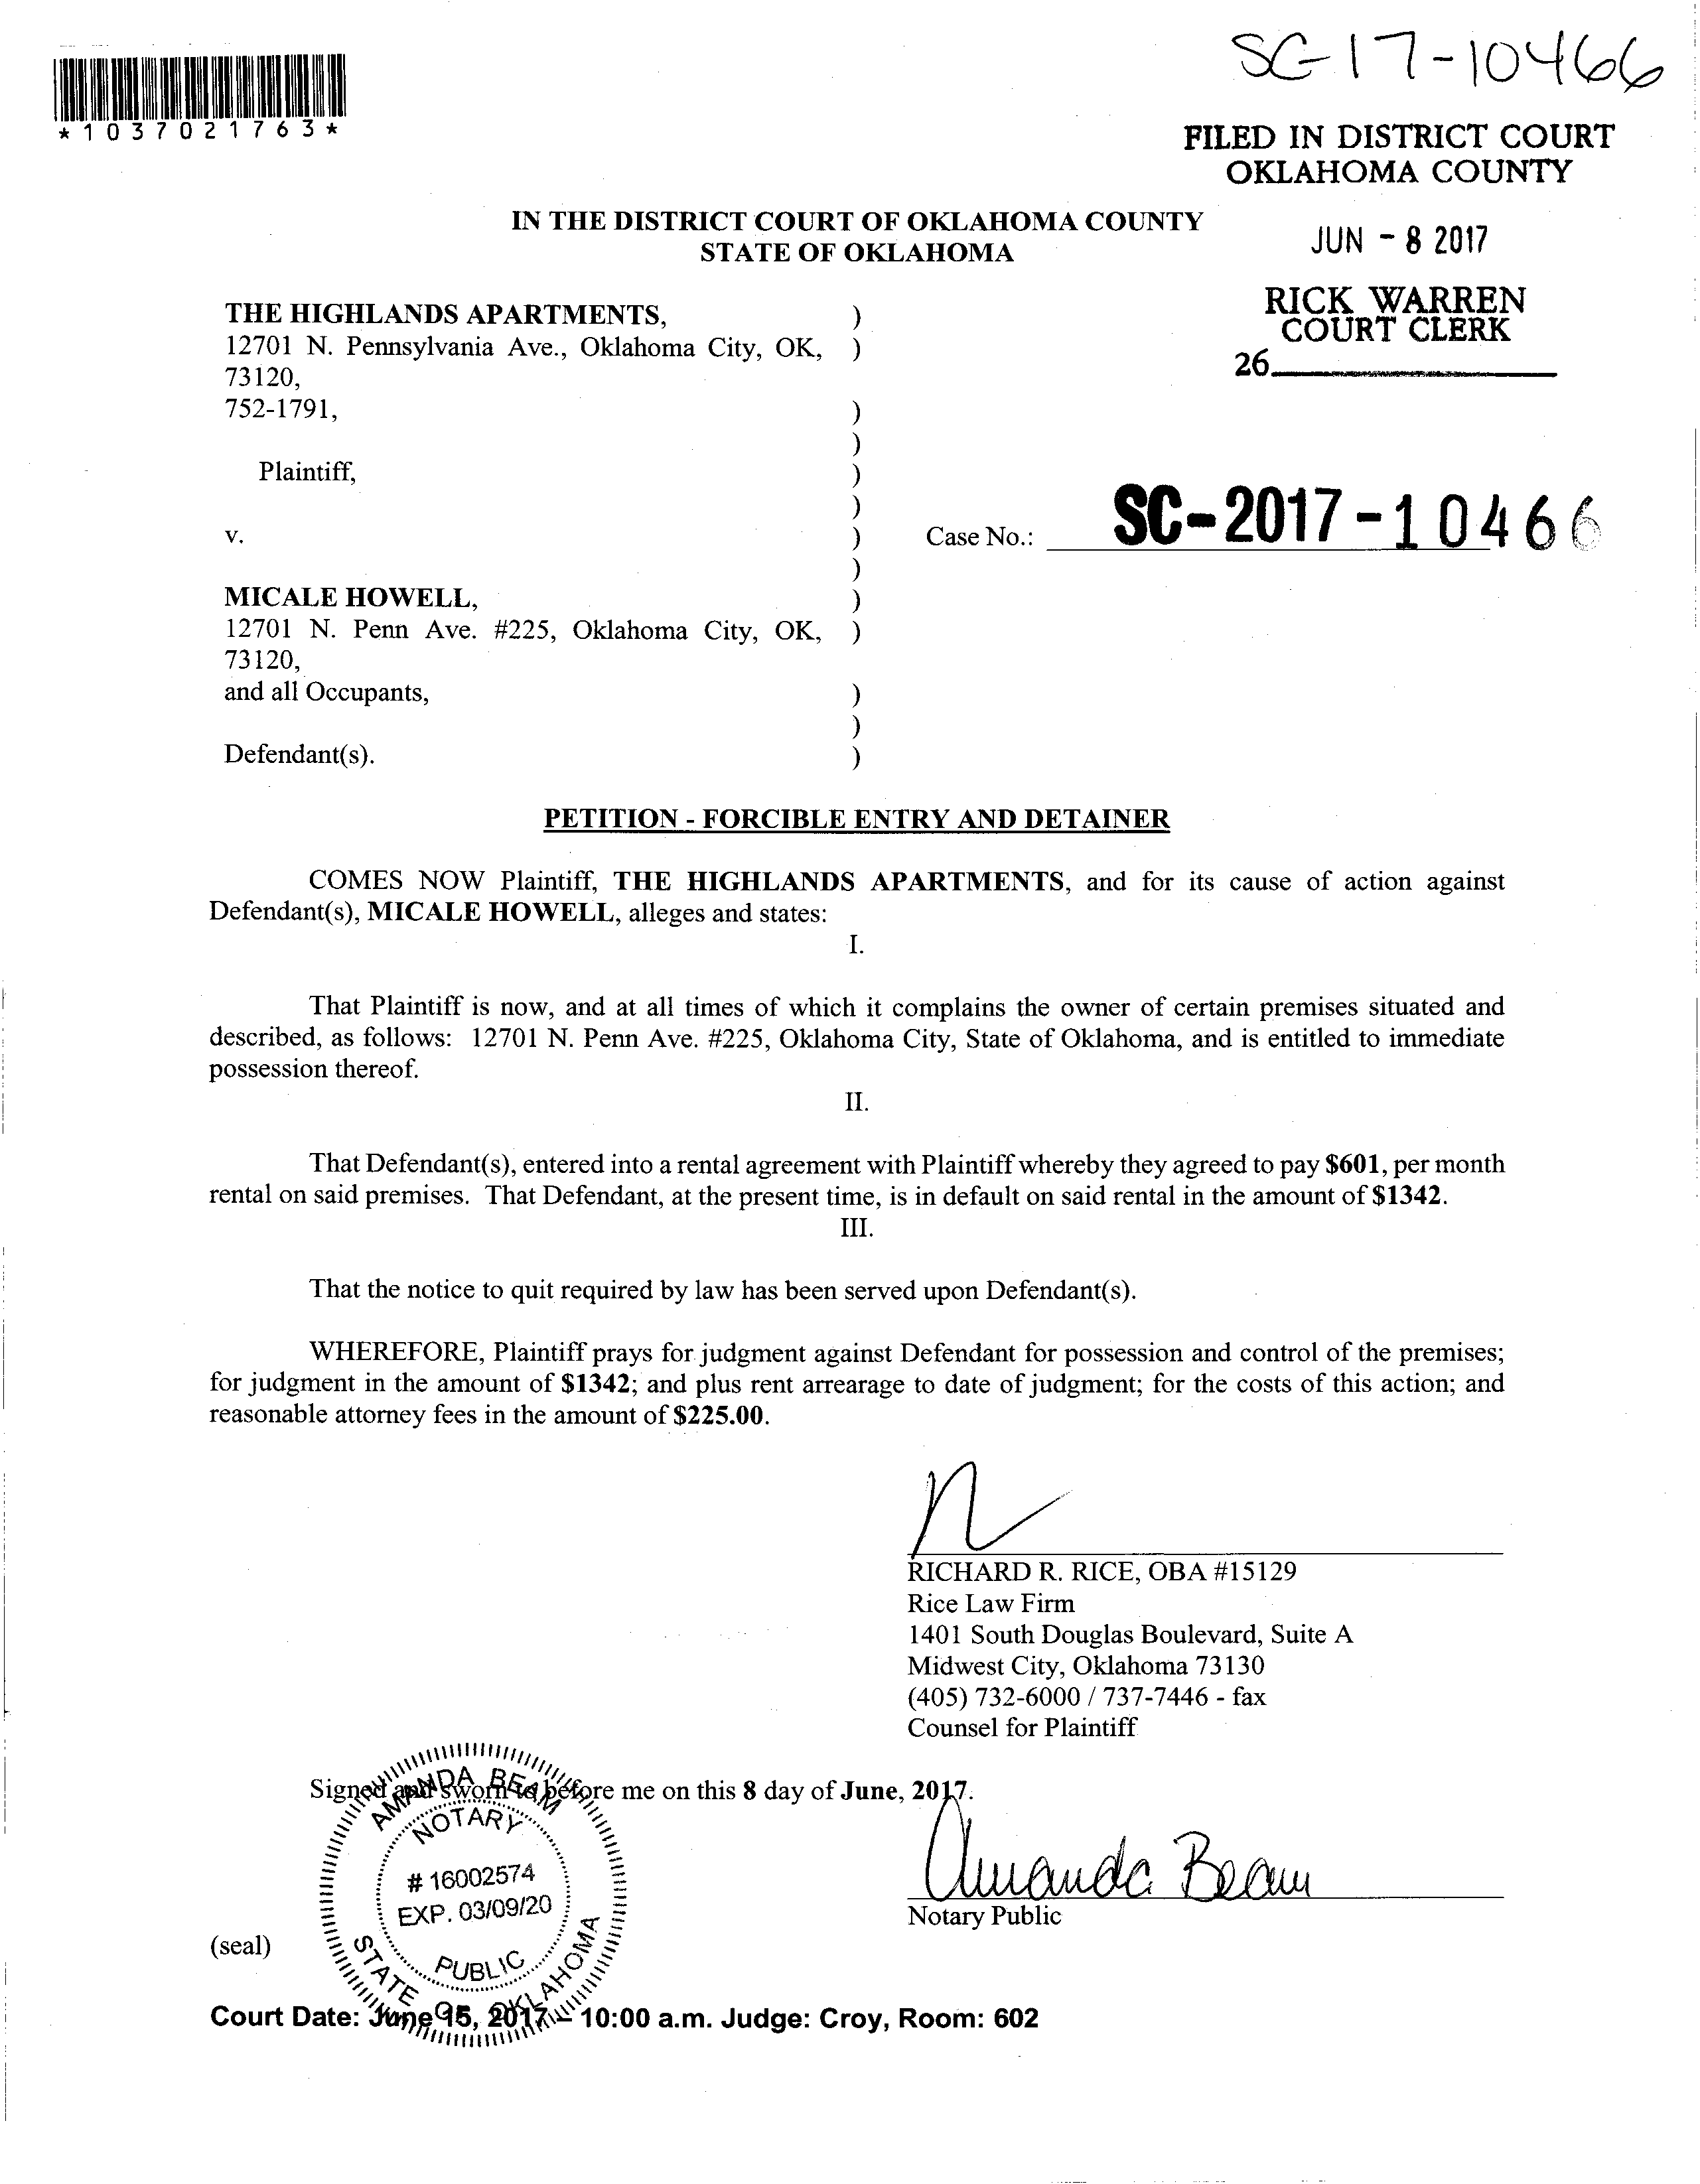 SC-17-10466
*1037021763*
FILED IN DISTRICT COURT
OKLAHOMA COUNTY
IN THE DISTRICT COURT OF OKLAHOMA COUNTY
STATE OF OKLAHOMA
JUN - 8 2017
RICK WARREN
COURT CLERK
26
THE HIGHLANDS APARTMENTS, )
12701 N. Pennsylvania Ave., Oklahoma City, OK, )
73120,
752-1791, )
)
Plaintiff, )
)
v. ) Case No.: SC-2017-10466
)
MICALE HOWELL, )
12701 N. Penn Ave. #225, Oklahoma City, OK, )
73120,
and all Occupants, )
)
Defendant(s). )
PETITION - FORCIBLE ENTRY AND DETAINER
COMES NOW Plaintiff, THE HIGHLANDS APARTMENTS, and for its cause of action against
Defendant(s), MICALE HOWELL, alleges and states:
I.
That Plaintiff is now, and at all times of which it complains the owner of certain premises situated and
described, as follows: 12701 N. Penn Ave. #225, Oklahoma City, State of Oklahoma, and is entitled to immediate
possession thereof.
II.
That Defendant(s), entered into a rental agreement with Plaintiff whereby they agreed to pay $601, per month
rental on said premises. That Defendant, at the present time, is in default on said rental in the amount of $1342.
III.
That the notice to quit required by law has been served upon Defendant(s).
WHEREFORE, Plaintiff prays for judgment against Defendant for possession and control of the premises;
for judgment in the amount of $1342; and plus rent arrearage to date of judgment; for the costs of this action; and
reasonable attorney fees in the amount of $225.00.
RICHARD R. RICE, OBA #15129
Rice Law Firm
1401 South Douglas Boulevard, Suite A
Midwest City, Oklahoma 73130
(405) 732-6000 / 737-7446 - fax
Counsel for Plaintiff
Signed and sworn to before me on this 8 day of June, 2017.
AMANDA BEAM
NOTARY
# 16002574
EXP. 03/09/20
PUBLIC
STATE OF OKLAHOMA
Amanda Beam
Notary Public
(seal)
Court Date: June 15, 2017 - 10:00 a.m. Judge: Croy, Room: 602